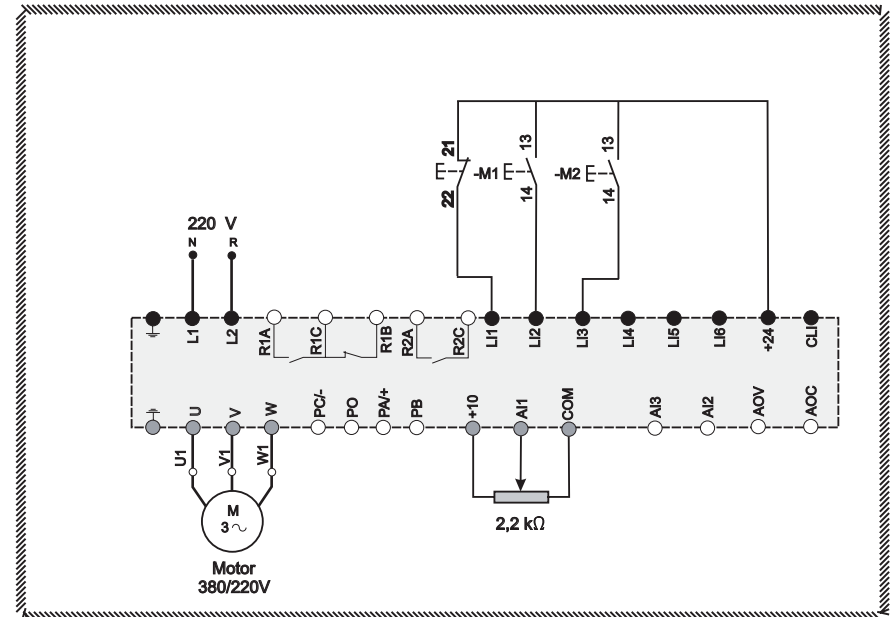 21
13
13
-M1
-M2
22
14
14
220 V
N R
L1
L2
R1A
R1C
R1B
R2A
R2C
LI1
LI2
LI3
LI4
LI5
LI6
+24
CLI
U
V
W
PC/-
PO
PA/+
PB
+10
AI1
COM
AI3
AI2
AOV
AOC
U1
V1
W1
M
3
2,2 kΩ
Motor
380/220V